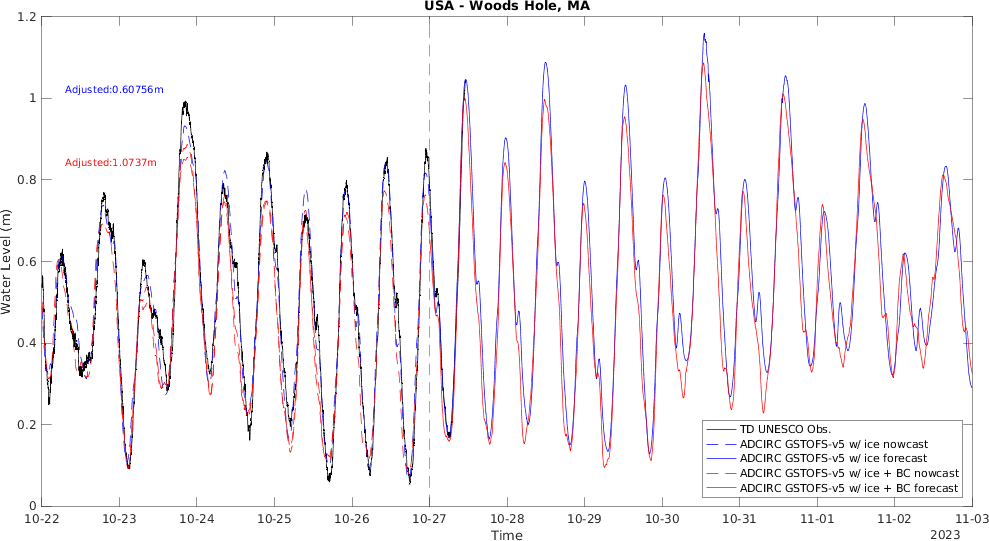 USA - Woods Hole, MA
Water Level (m)
1.2
1
0.8
0.6
0.4
0.2
0
Adjusted:0.60756m
Adjusted:1.0737m
TD UNESCO Obs.
ADCIRC GSTOFS-v5 w/ ice nowcast
ADCIRC GSTOFS-v5 w/ ice forecast
ADCIRC GSTOFS-v5 w/ ice + BC nowcast
ADCIRC GSTOFS-v5 w/ ice + BC forecast
10-22 10-23 10-24 10-25 10-26 10-27 10-28 10-29 10-30 10-31 11-01 11-02 11-03
Time
2023